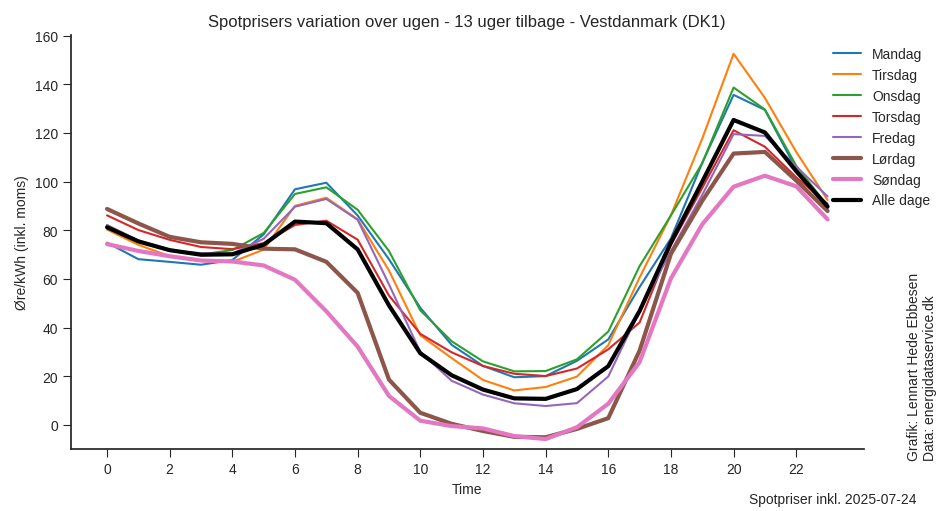 Spotprisers variation over ugen - 13 uger tilbage - Vestdanmark (DK1)
160
140
120
100
80
60
40
20
0
Øre/kWh (inkl. moms)
0 2 4 6 8 10 12 14 16 18 20 22
Time
Mandag
Tirsdag
Onsdag
Torsdag
Fredag
Lørdag
Søndag
Alle dage
Grafik: Lennart Hede Ebbesen
Data: energidataservice.dk
Spotpriser inkl. 2025-07-24